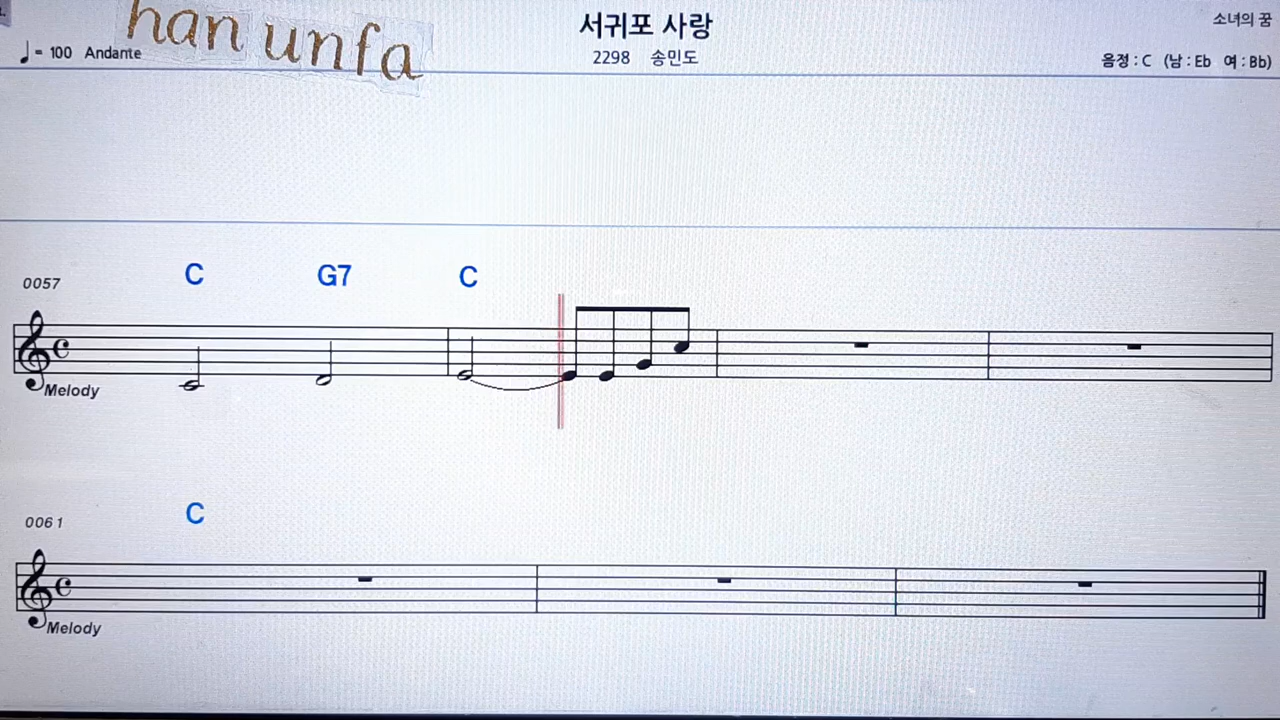 han unfa
서귀포 사랑
소녀의 꿈
= 100 Andante
2298 송민도
음정 : C (남 : Eb 여 : Bb)
0057
C G7 C
Melody
0061
C
Melody